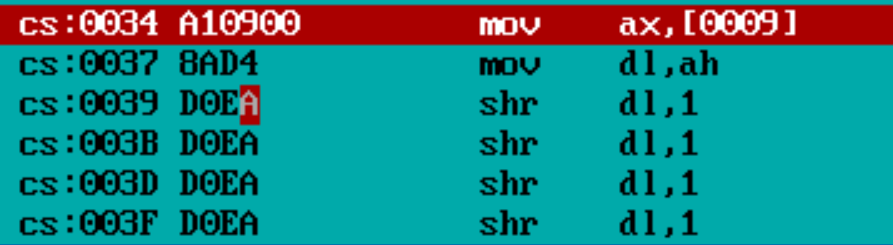 cs:0034 A10900 mov ax,[0009]
cs:0037 8AD4 mov dl,ah
cs:0039 D0EA shr dl,1
cs:003B D0EA shr dl,1
cs:003D D0EA shr dl,1
cs:003F D0EA shr dl,1